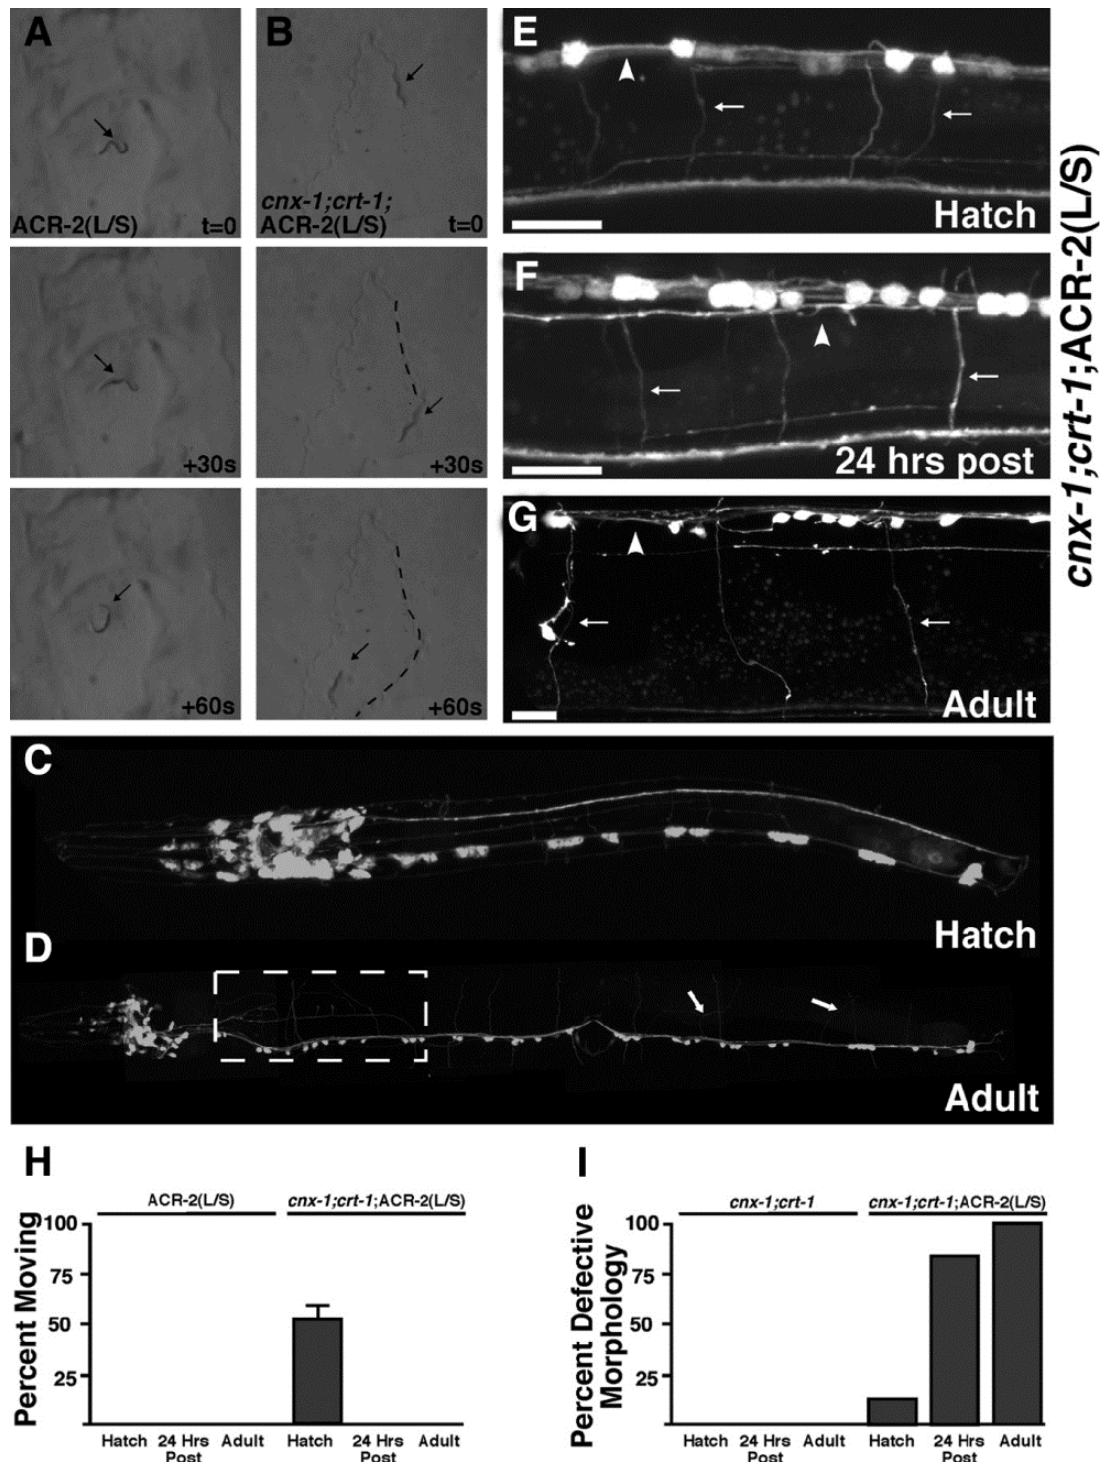 A
ACR-2(L/S)
t=0
+30s
+60s
B
cnx-1;crt-1;
ACR-2(L/S)
t=0
+30s
+60s
E
Hatch
F
24 hrs post
G
Adult
cnx-1;crt-1;ACR-2(L/S)
C
Hatch
D
Adult
H
ACR-2(L/S)
cnx-1;crt-1;ACR-2(L/S)
Percent Moving
100
75
50
25
Hatch
24 Hrs
Post
Adult
Hatch
24 Hrs
Post
Adult
I
cnx-1;crt-1
cnx-1;crt-1;ACR-2(L/S)
Percent Defective
Morphology
100
75
50
25
Hatch
24 Hrs
Post
Adult
Hatch
24 Hrs
Post
Adult